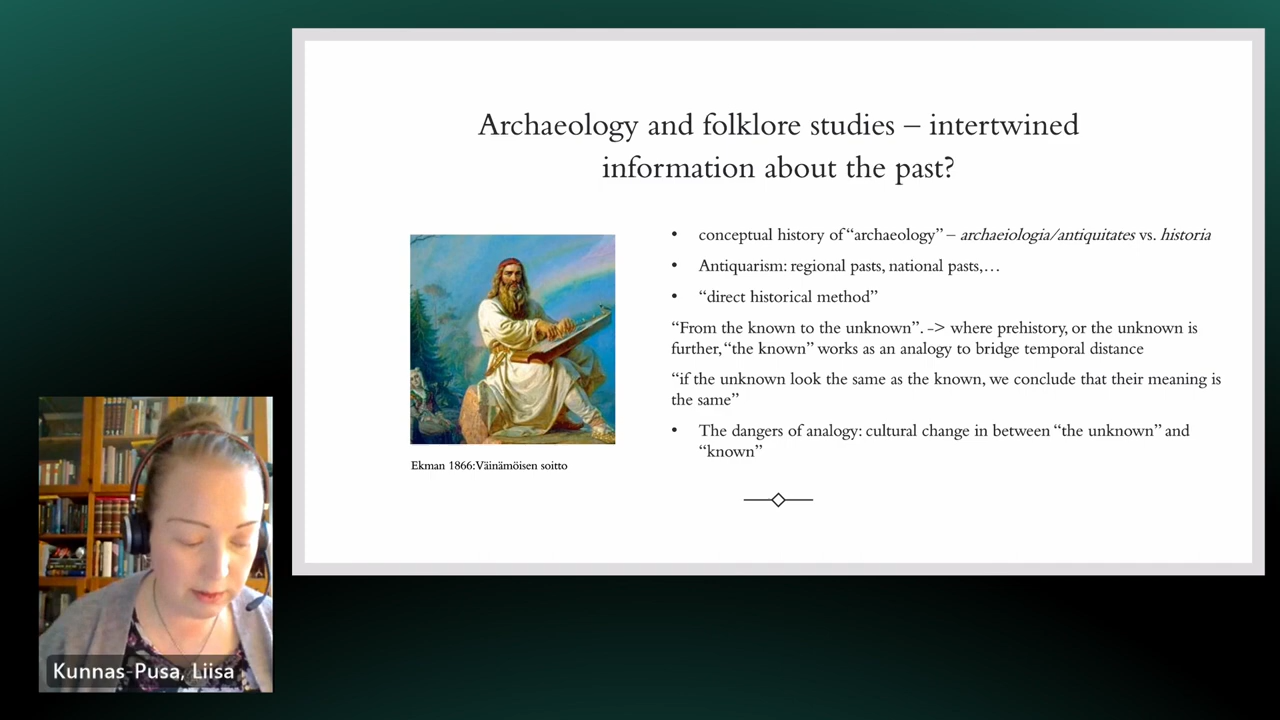 Archaeology and folklore studies – intertwined
information about the past?
• conceptual history of “archaeology” – archaeiologia/antiquitates vs. historia
• Antiquarism: regional pasts, national pasts,…
• “direct historical method”
“From the known to the unknown”. -> where prehistory, or the unknown is
further, “the known” works as an analogy to bridge temporal distance
“if the unknown look the same as the known, we conclude that their meaning is
the same”
• The dangers of analogy: cultural change in between “the unknown” and
“known”
Ekman 1866:Väinämöisen soitto
Kunnas-Pusa, Liisa